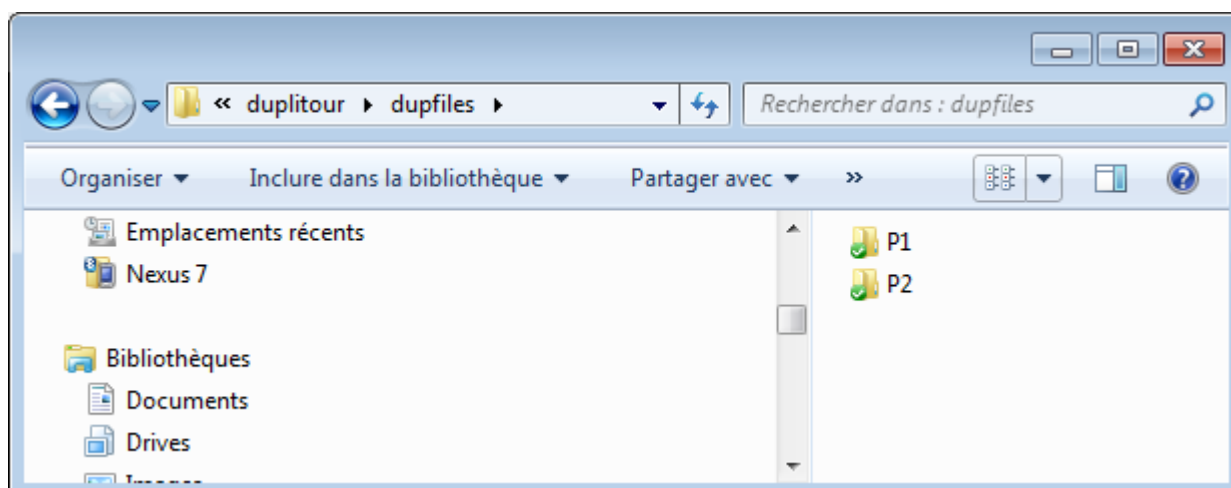 « duplitour dupfiles
Rechercher dans : dupfiles
Organiser Inclure dans la bibliothèque Partager avec »
Emplacements récents
Nexus 7
Bibliothèques
Documents
Drives
P1
P2